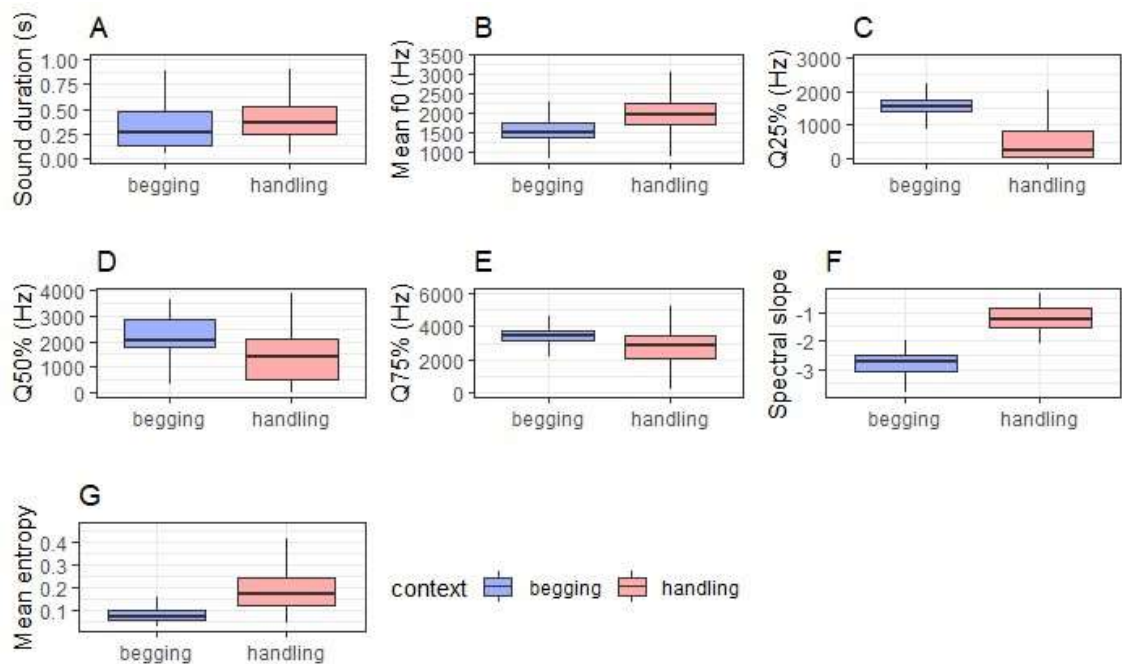 A
Sound duration (s)
1.00
0.75
0.50
0.25
0.00
begging handling
B
Mean f0 (Hz)
3500
3000
2500
2000
1500
1000
begging handling
C
Q25% (Hz)
3000
2000
1000
0
begging handling
D
Q50% (Hz)
4000
3000
2000
1000
0
begging handling
E
Q75% (Hz)
6000
4000
2000
0
begging handling
F
Spectral slope
-1
-2
-3
begging handling
G
Mean entropy
0.4
0.3
0.2
0.1
begging handling
context begging handling